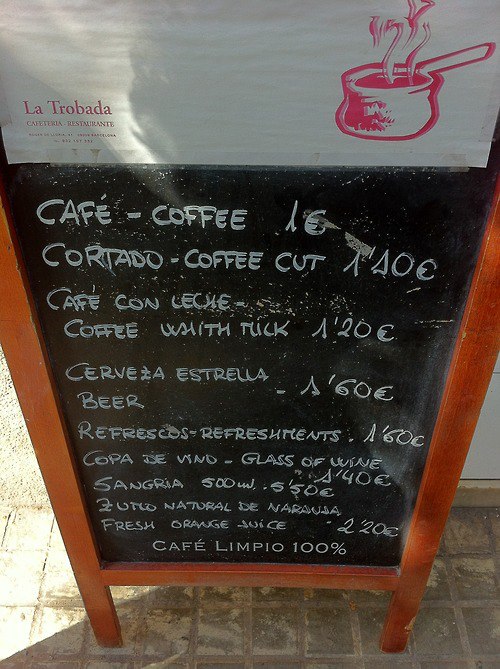 La Trobada
CAFETERIA - RESTAURANTE
CAFÉ - COFFEE 1€
CORTADO - COFFEE CUT 1'10€
CAFÉ CON LECHE -
COFFEE WHITH MICK 1'20€
CERVEZA ESTRELLA
BEER - 1'60€
REFRESCOS - REFRESHMENTS . 1'60€
COPA DE VINO - GLASS OF WINE
1'40€
SANGRIA 500ml . 5'50€
ZUMO NATURAL DE NARANJA
FRESH ORANGE JUICE 2'20€
CAFÉ LIMPIO 100%